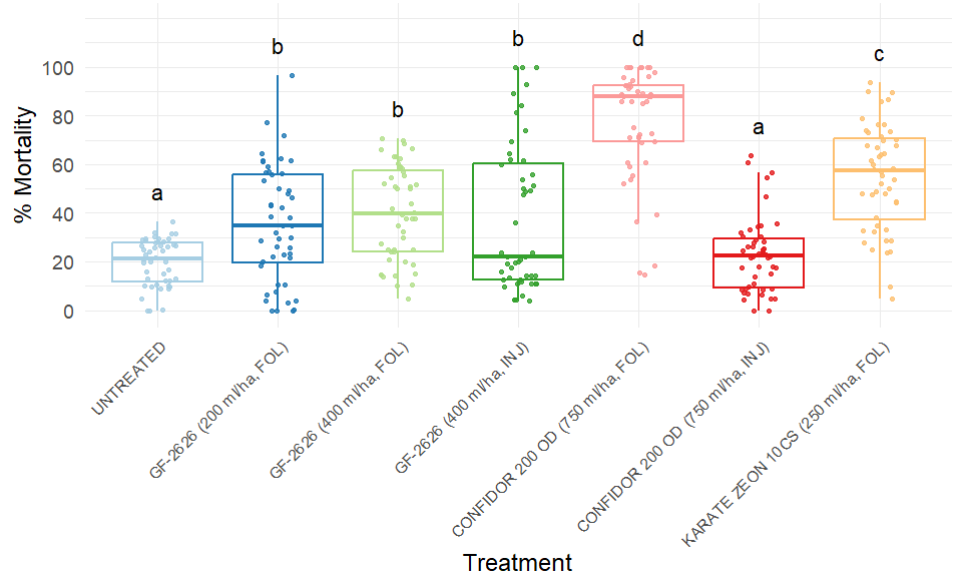 b
b
d
c
100
b
a
80
60
a
40
20
0
% Mortality
UNTREATED
GF-2626 (200 ml/ha, FOL)
GF-2626 (400 ml/ha, FOL)
GF-2626 (400 ml/ha, INJ)
CONFIDOR 200 OD (750 ml/ha, FOL)
CONFIDOR 200 OD (750 ml/ha, INJ)
KARATE ZEON 10CS (250 ml/ha, FOL)
Treatment